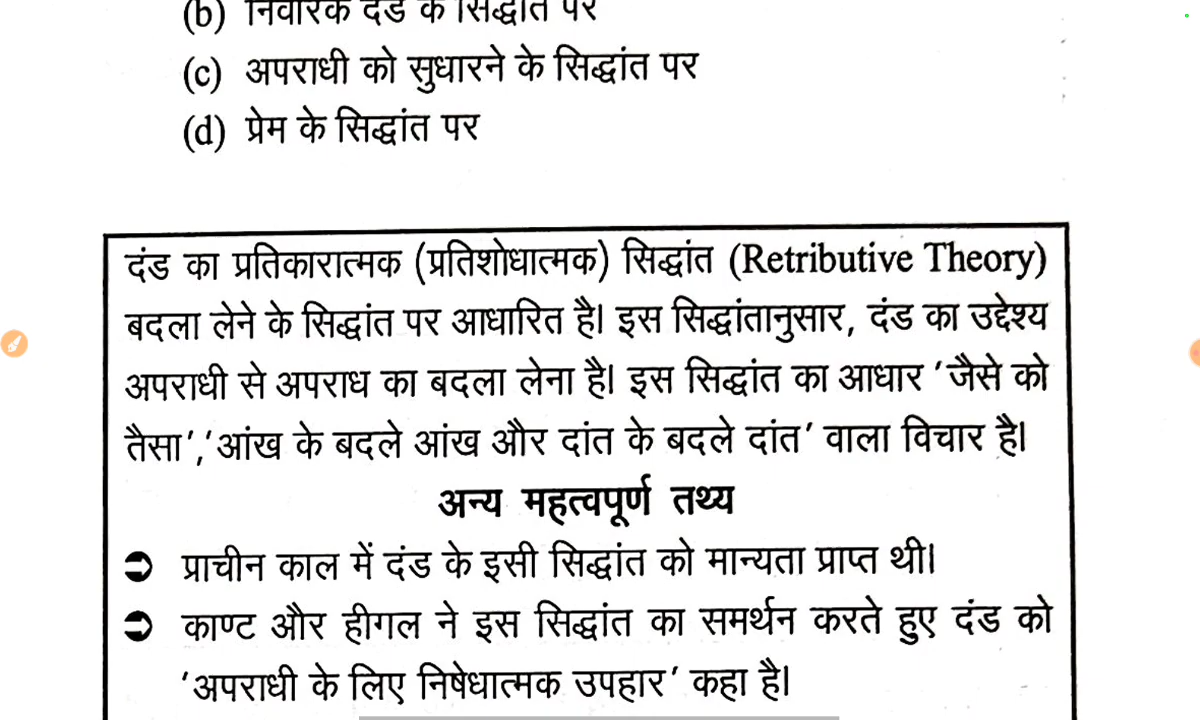 (b) निवारक दंड के सिद्धांत पर
(c) अपराधी को सुधारने के सिद्धांत पर
(d) प्रेम के सिद्धांत पर
दंड का प्रतिकारात्मक (प्रतिशोधात्मक) सिद्धांत (Retributive Theory)
बदला लेने के सिद्धांत पर आधारित है। इस सिद्धांतानुसार, दंड का उद्देश्य
अपराधी से अपराध का बदला लेना है। इस सिद्धांत का आधार ‘जैसे को
तैसा’,‘आंख के बदले आंख और दांत के बदले दांत’ वाला विचार है।
अन्य महत्वपूर्ण तथ्य
➲ प्राचीन काल में दंड के इसी सिद्धांत को मान्यता प्राप्त थी।
➲ काण्ट और हीगल ने इस सिद्धांत का समर्थन करते हुए दंड को
‘अपराधी के लिए निषेधात्मक उपहार’ कहा है।